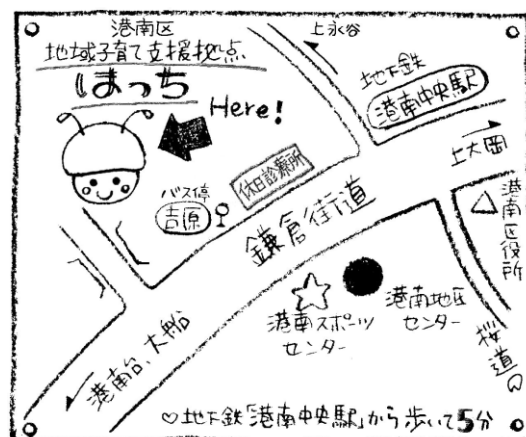 港南区
地域子育て支援拠点
はっち
Here!
上永谷
地下鉄
港南中央駅
上大岡
休日診療所
バス停
吉原
鎌倉街道
港南区役所
港南スポーツ
センター
港南地区
センター
桜道
港南台、大船
♡地下鉄「港南中央駅」から歩いて5分